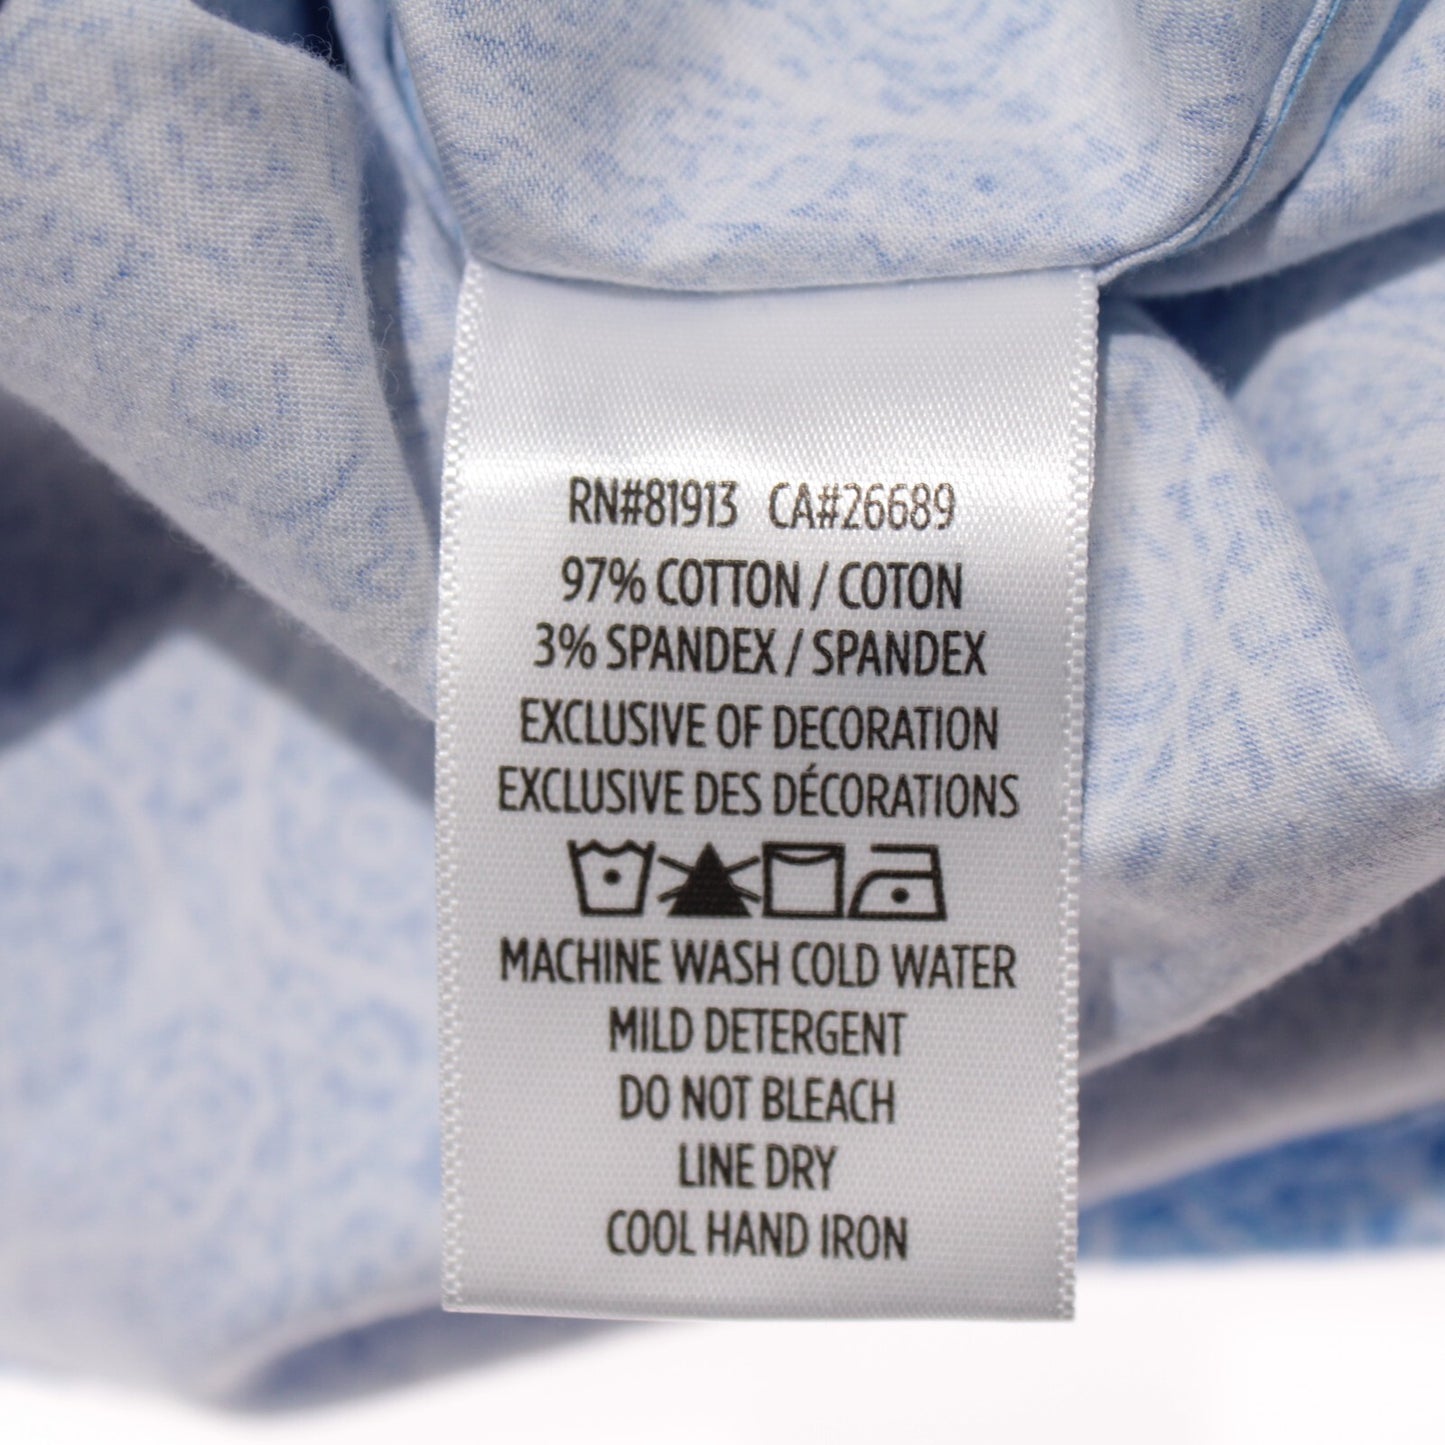 RN#81913 CA#26689
97% COTTON / COTON
3% SPANDEX / SPANDEX
EXCLUSIVE OF DECORATION
EXCLUSIVE DES DÉCORATIONS
MACHINE WASH COLD WATER
MILD DETERGENT
DO NOT BLEACH
LINE DRY
COOL HAND IRON